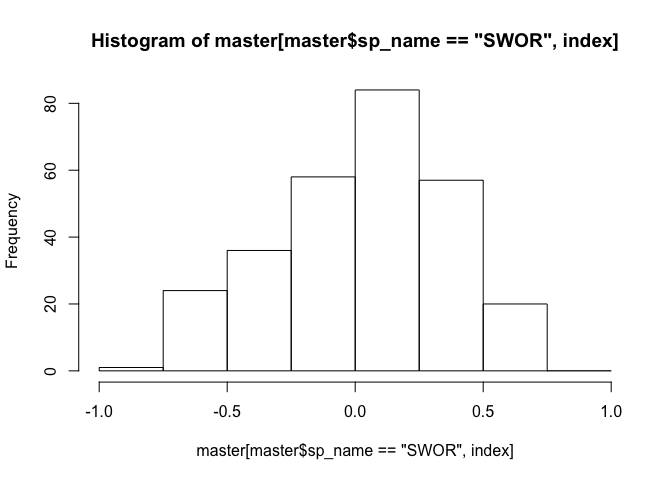 Histogram of master[master$sp_name == "SWOR", index]
Frequency
80
60
40
20
0
-1.0 -0.5 0.0 0.5 1.0
master[master$sp_name == "SWOR", index]